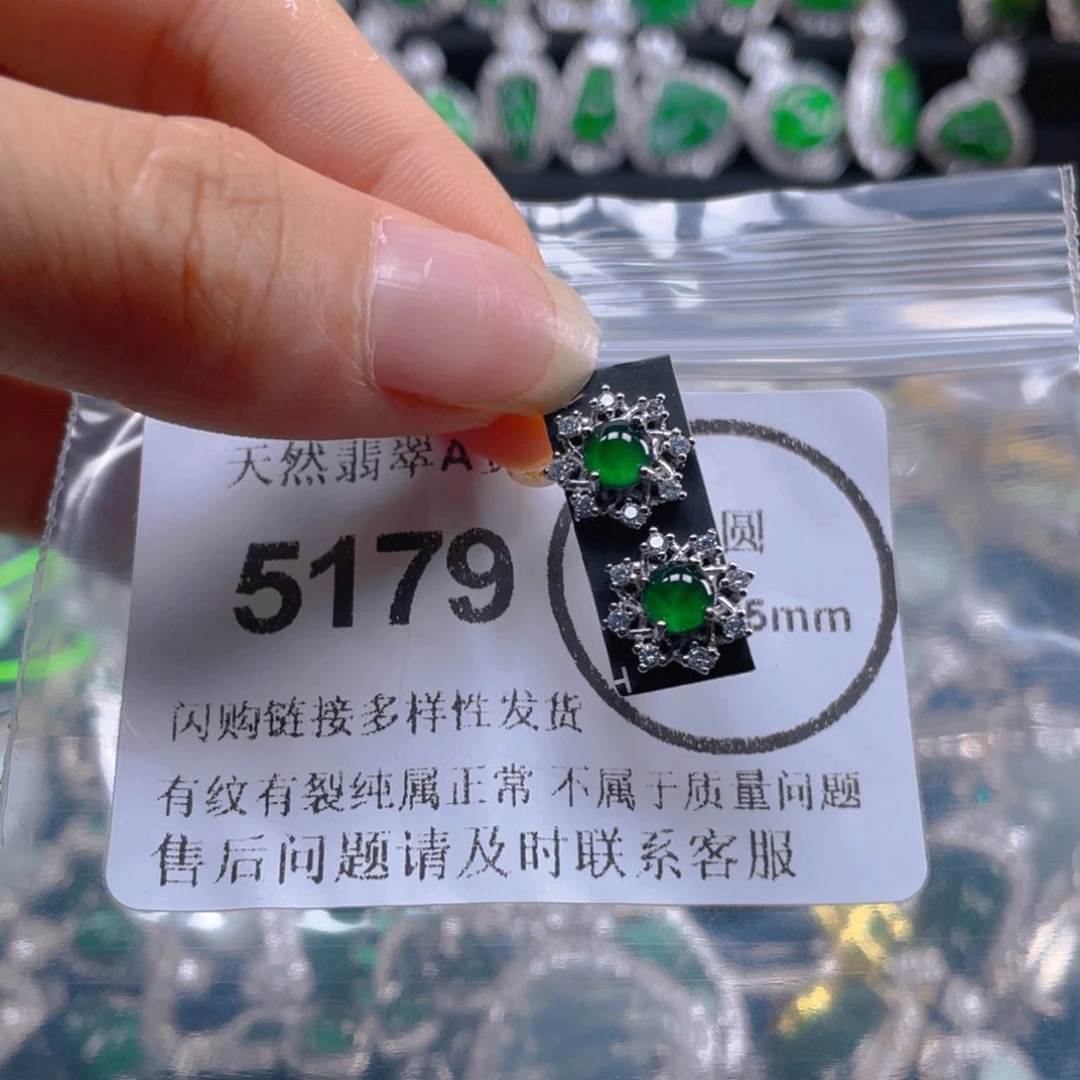 天然翡翠A
圆
5179
5mm
闪购链接多样性发货
有纹有裂纯属正常 不属于质量问题
售后问题请及时联系客服